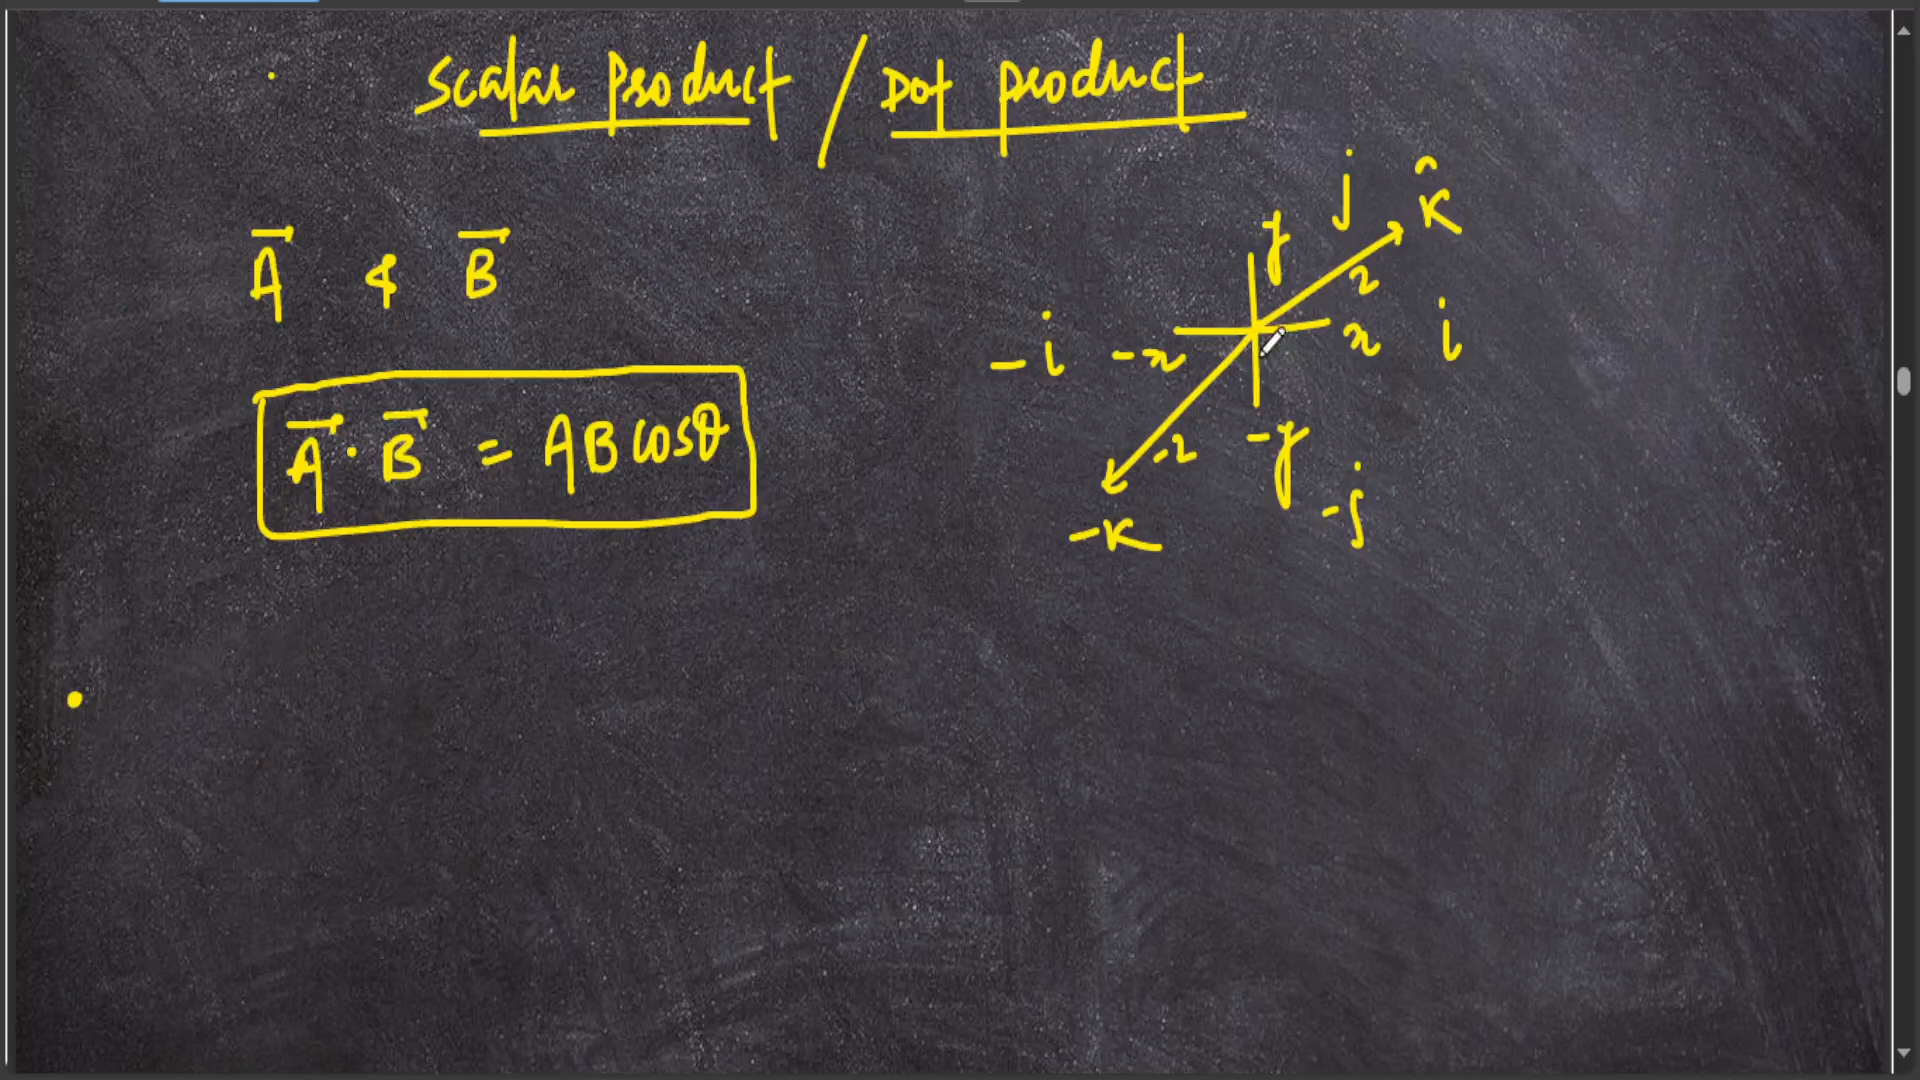 Scalar product / Dot product
A⃗ & B⃗
A⃗ · B⃗ = AB cosθ
j k̂
y
z
-i -x x i
-z -y
-k -j